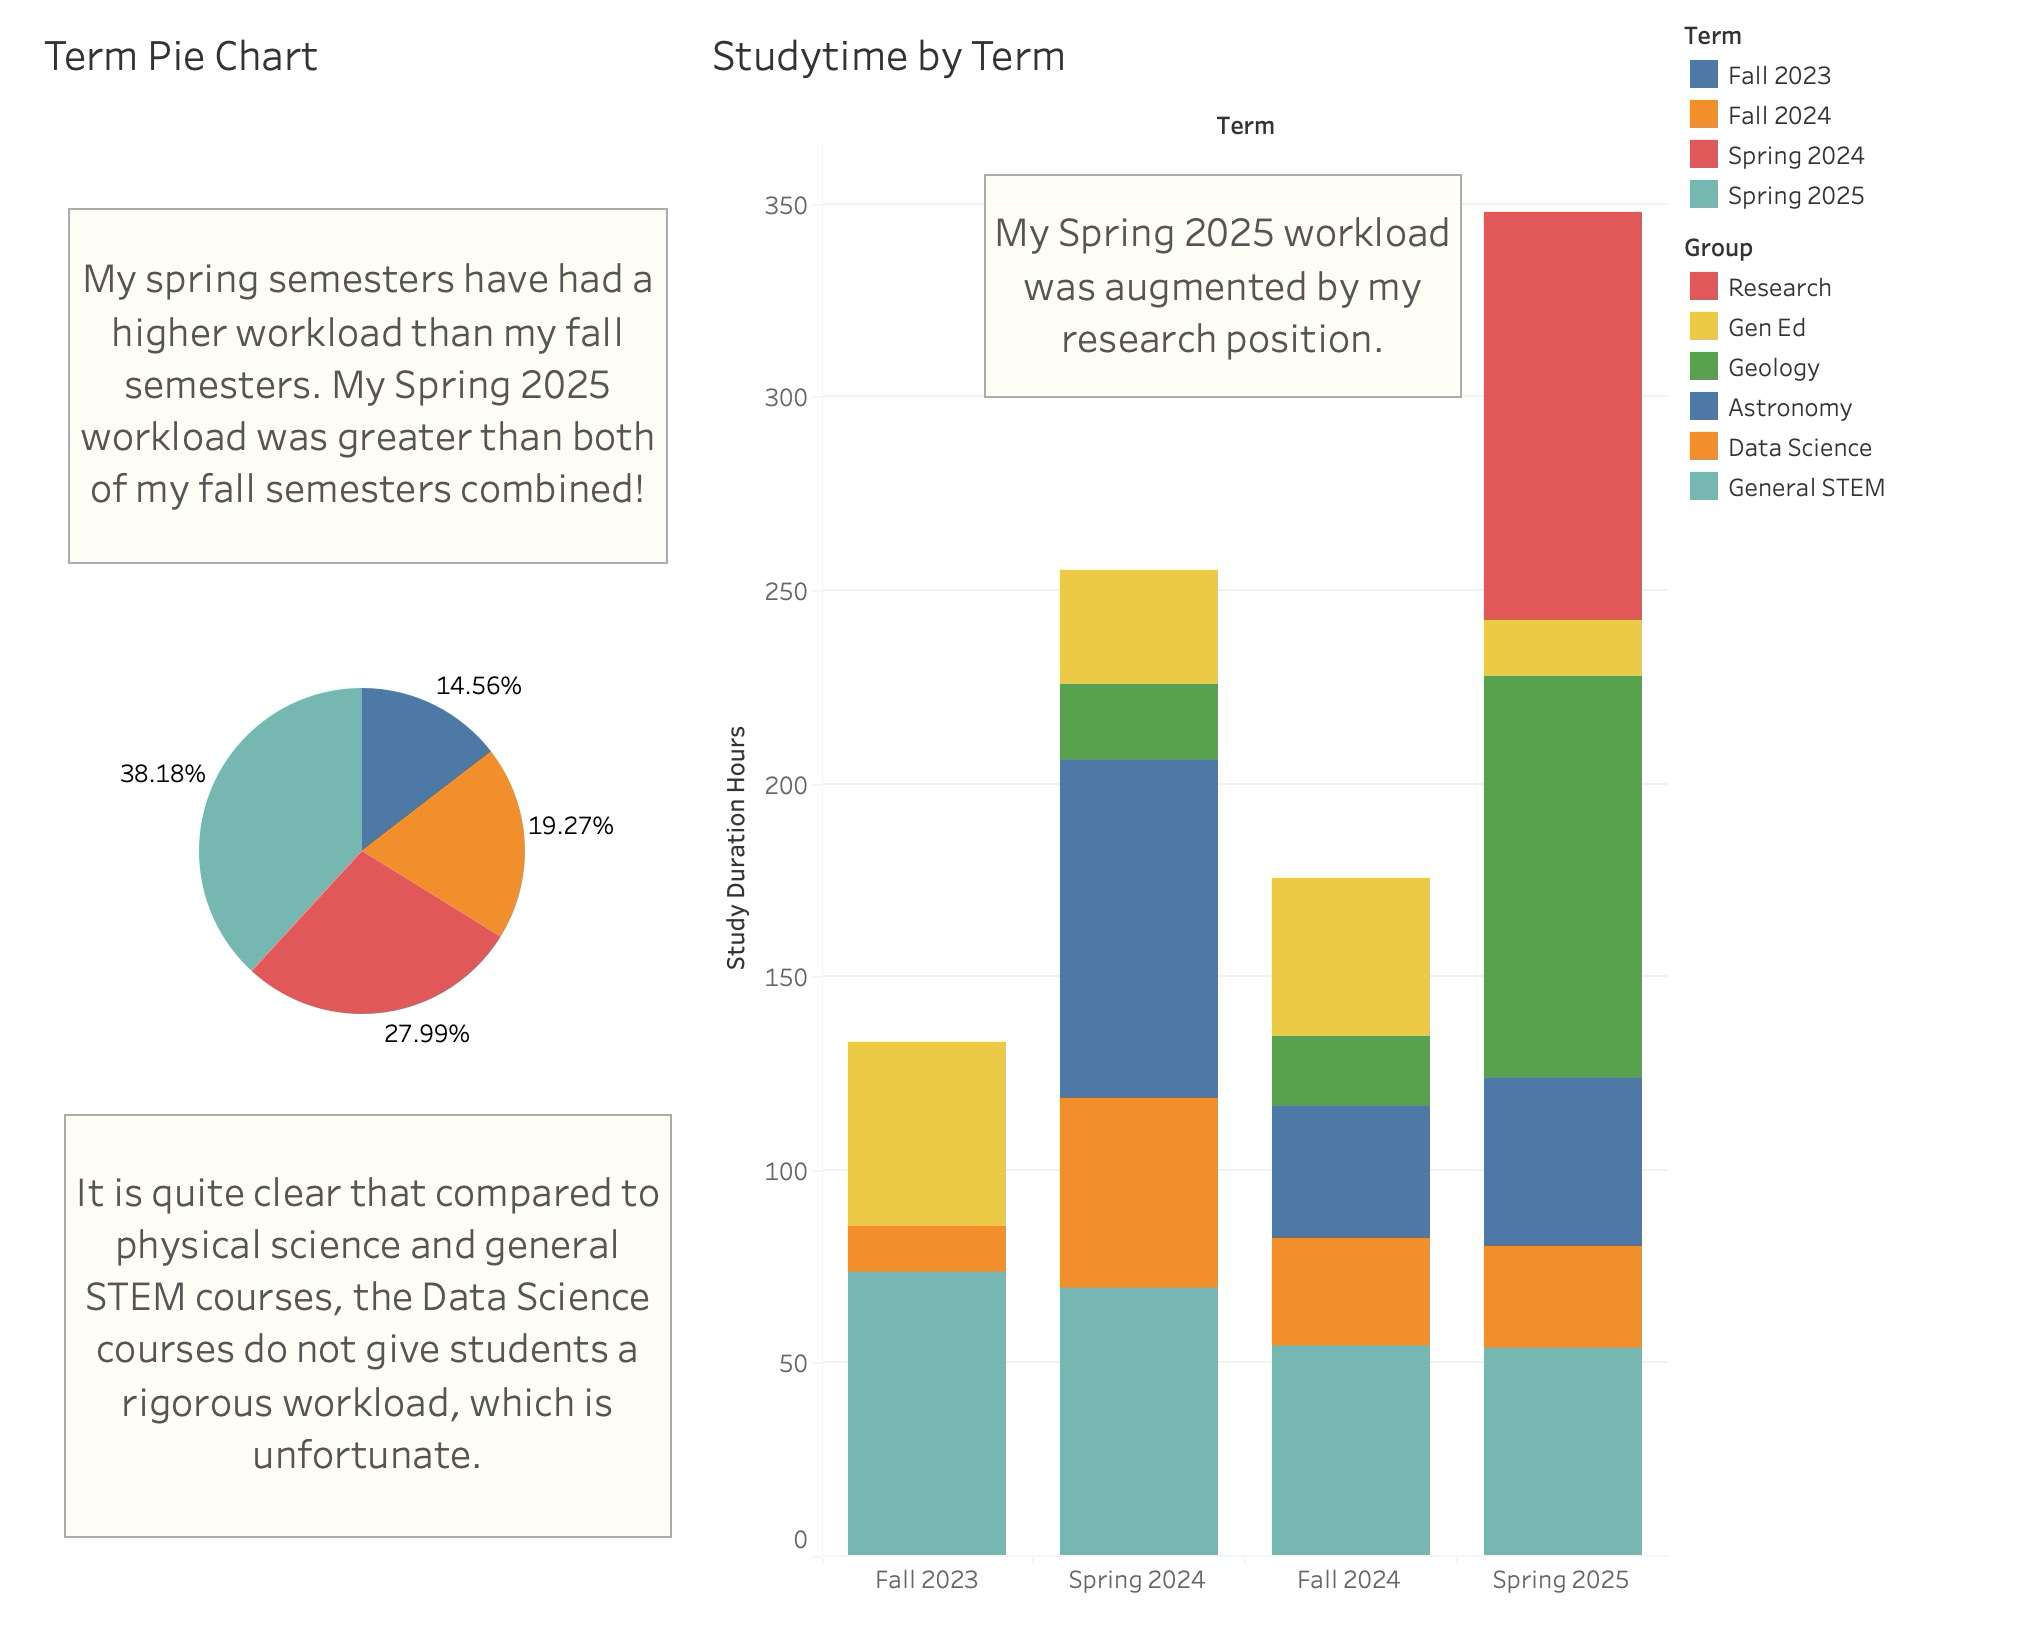 Term Pie Chart
My spring semesters have had a
higher workload than my fall
semesters. My Spring 2025
workload was greater than both
of my fall semesters combined!
14.56%
38.18%
19.27%
27.99%
It is quite clear that compared to
physical science and general
STEM courses, the Data Science
courses do not give students a
rigorous workload, which is
unfortunate.
Studytime by Term
Term
My Spring 2025 workload
was augmented by my
research position.
Study Duration Hours
350
300
250
200
150
100
50
0
Fall 2023
Spring 2024
Fall 2024
Spring 2025
Term
Fall 2023
Fall 2024
Spring 2024
Spring 2025
Group
Research
Gen Ed
Geology
Astronomy
Data Science
General STEM